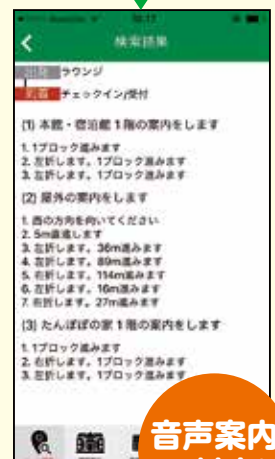 10:17
検索結果
出発 ラウンジ
到着 チェックイン/受付
(1) 本館・宿泊館1階の案内をします
1. 1ブロック進みます
2. 左折します。1ブロック進みます
3. 左折します。1ブロック進みます
(2) 屋外の案内をします
1. 西の方向を向いてください
2. 5m直進します
3. 左折します。36m進みます
4. 左折します。89m進みます
5. 右折します。114m進みます
6. 左折します。16m進みます
7. 右折します。27m進みます
(3) たんぽぽの家1階の案内をします
1. 1ブロック進みます
2. 右折します。1ブロック進みます
3. 左折します。1ブロック進みます
音声案内